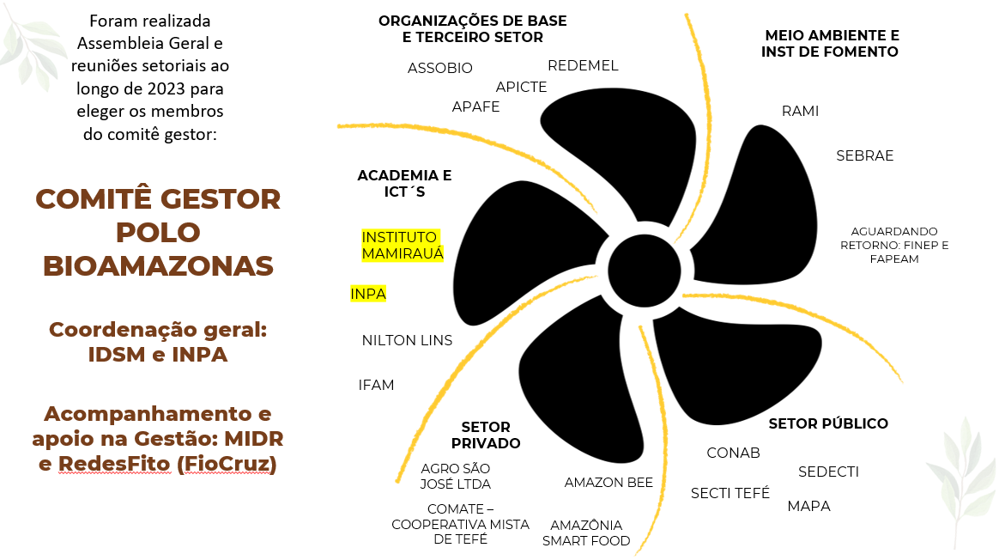 Foram realizada
Assembleia Geral e
reuniões setoriais ao
longo de 2023 para
eleger os membros
do comitê gestor:
COMITÊ GESTOR
POLO
BIOAMAZONAS
Coordenação geral:
IDSM e INPA
Acompanhamento e
apoio na Gestão: MIDR
e RedesFito (FioCruz)
ORGANIZAÇÕES DE BASE
E TERCEIRO SETOR
ASSOBIO
REDEMEL
APICTE
APAFE
MEIO AMBIENTE E
INST DE FOMENTO
RAMI
SEBRAE
AGUARDANDO
RETORNO: FINEP E
FAPEAM
ACADEMIA E
ICT´S
INSTITUTO
MAMIRAUÁ
INPA
NILTON LINS
IFAM
SETOR
PRIVADO
AGRO SÃO
JOSÉ LTDA
AMAZON BEE
COMATE –
COOPERATIVA MISTA
DE TEFÉ
AMAZÔNIA
SMART FOOD
SETOR PÚBLICO
CONAB
SEDECTI
SECTI TEFÉ
MAPA